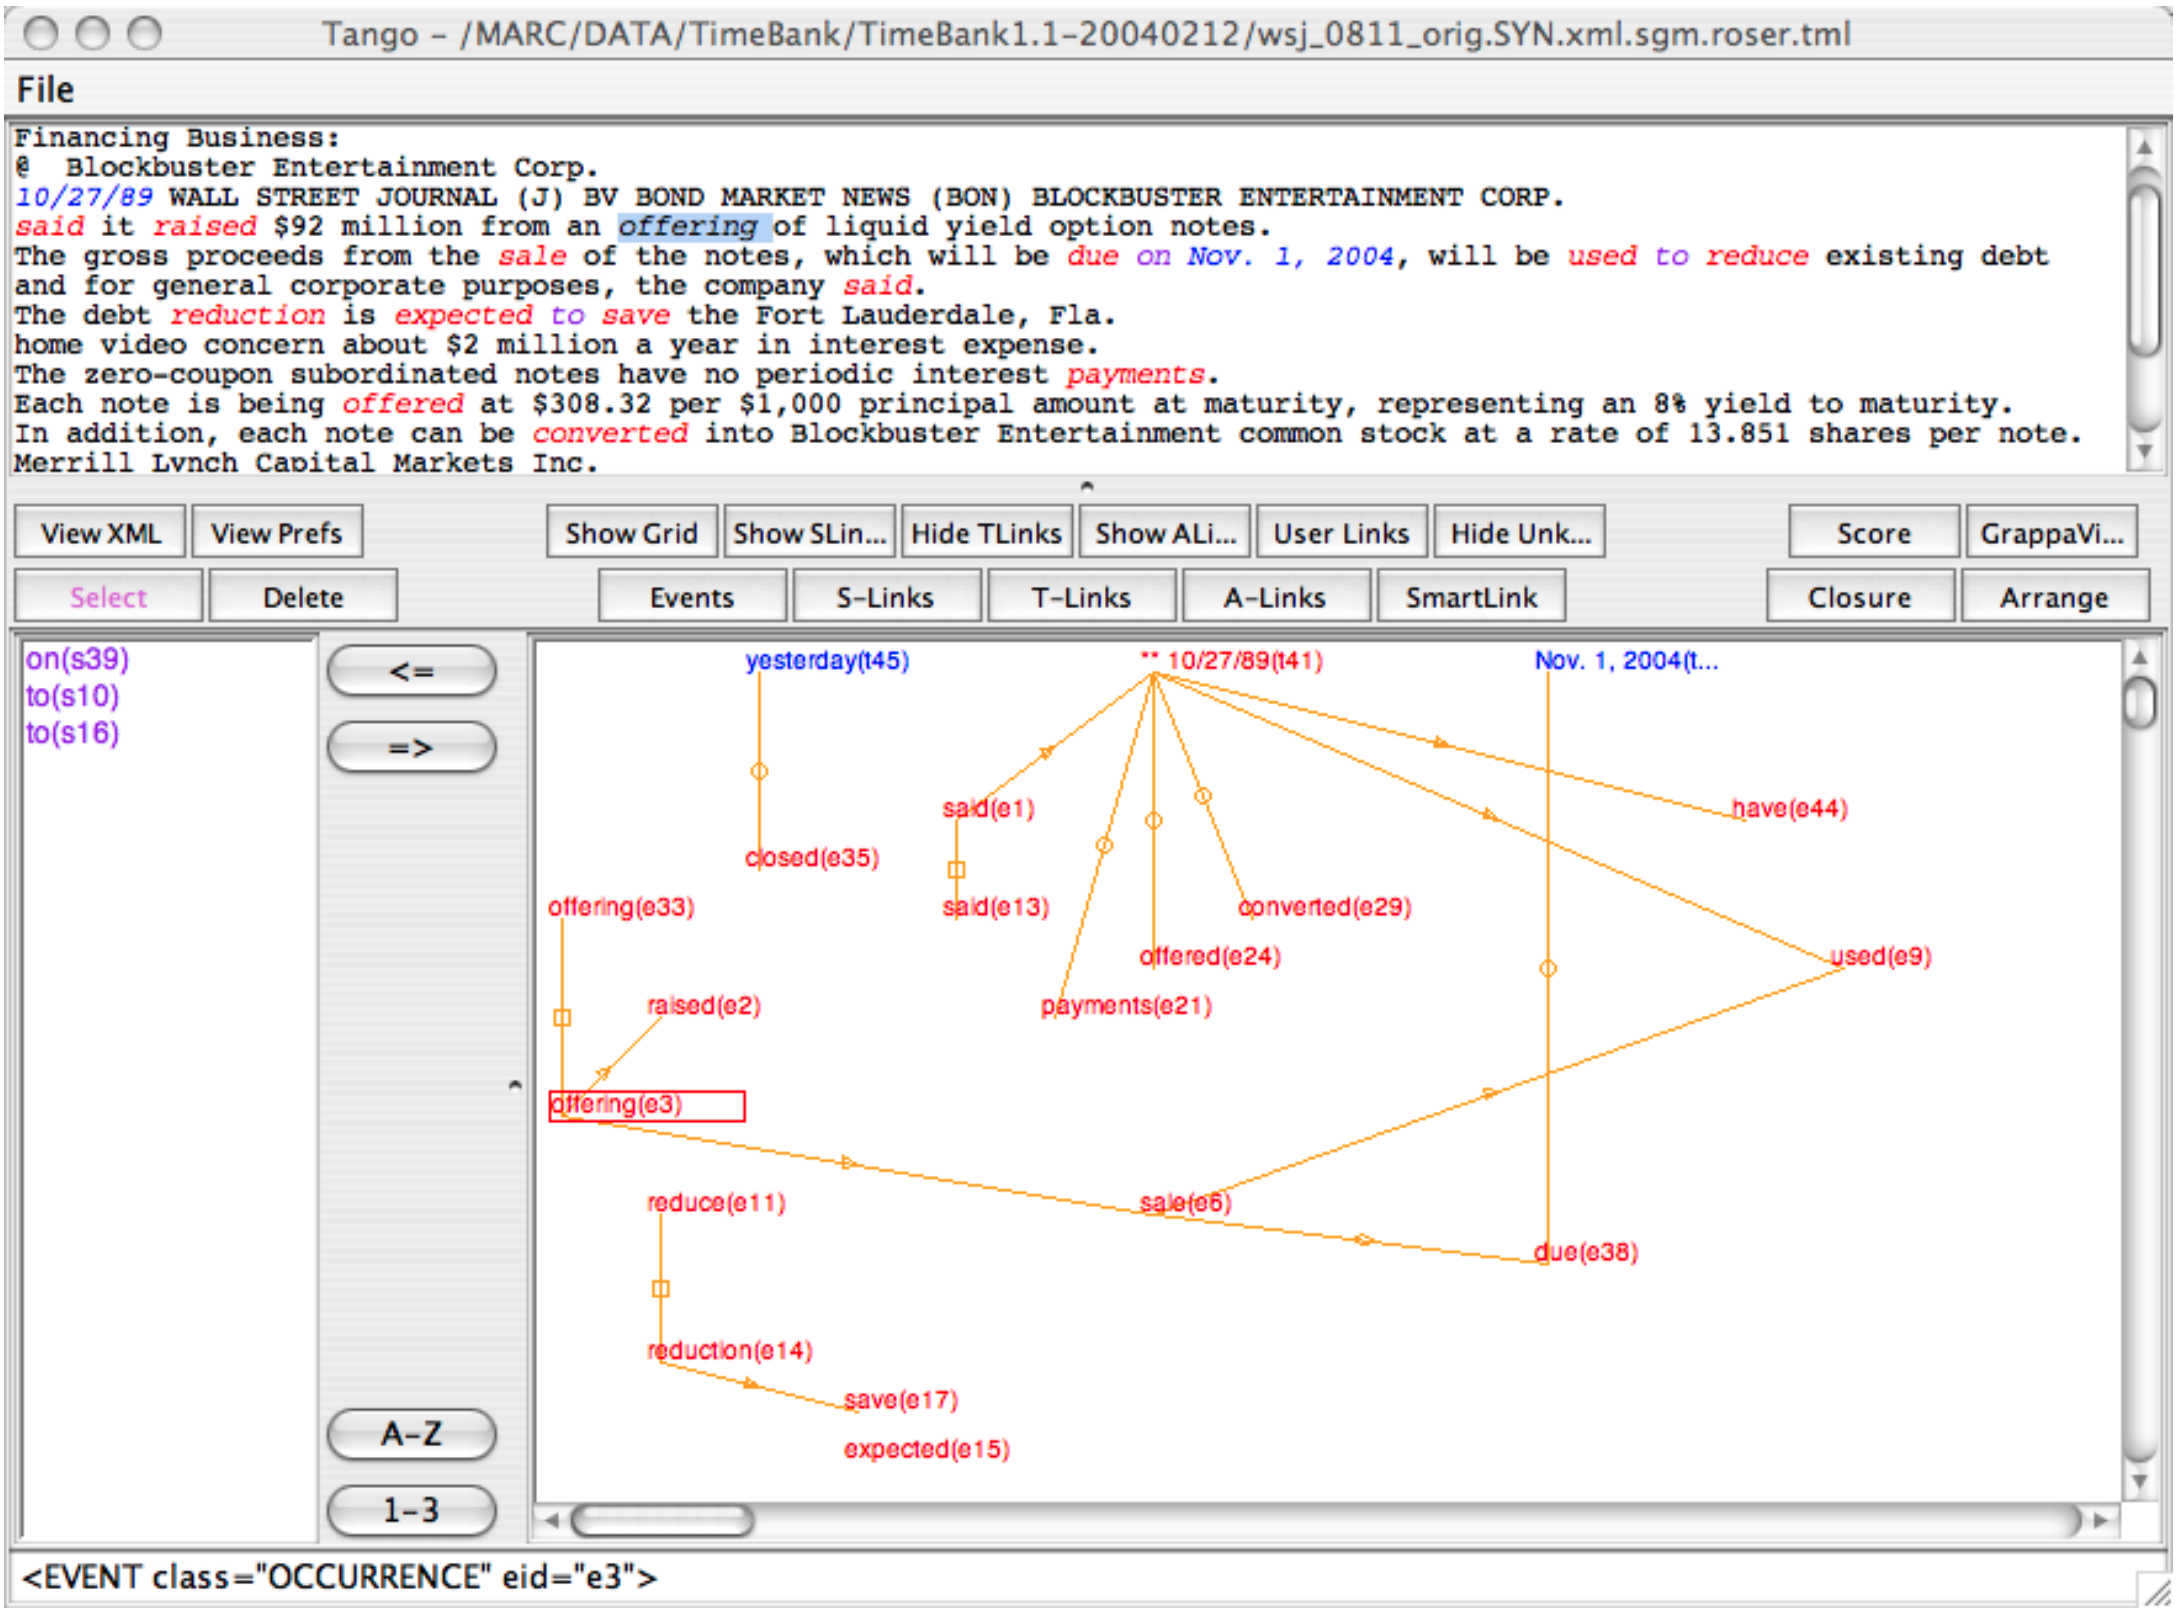 Tango – /MARC/DATA/TimeBank/TimeBank1.1-20040212/wsj_0811_orig.SYN.xml.sgm.roser.tml
File
Financing Business:
@ Blockbuster Entertainment Corp.
10/27/89 WALL STREET JOURNAL (J) BV BOND MARKET NEWS (BON) BLOCKBUSTER ENTERTAINMENT CORP.
said it raised $92 million from an offering of liquid yield option notes.
The gross proceeds from the sale of the notes, which will be due on Nov. 1, 2004, will be used to reduce existing debt
and for general corporate purposes, the company said.
The debt reduction is expected to save the Fort Lauderdale, Fla.
home video concern about $2 million a year in interest expense.
The zero-coupon subordinated notes have no periodic interest payments.
Each note is being offered at $308.32 per $1,000 principal amount at maturity, representing an 8% yield to maturity.
In addition, each note can be converted into Blockbuster Entertainment common stock at a rate of 13.851 shares per note.
Merrill Lynch Capital Markets Inc.
View XML View Prefs Show Grid Show SLin... Hide TLinks Show ALi... User Links Hide Unk... Score GrappaVi...
Select Delete Events S-Links T-Links A-Links SmartLink Closure Arrange
on(s39)
to(s10)
to(s16)
<=
=>
A-Z
1-3
yesterday(t45) ** 10/27/89(t41) Nov. 1, 2004(t...
said(e1) have(e44)
closed(e35)
offering(e33) said(e13) converted(e29)
offered(e24) used(e9)
raised(e2) payments(e21)
offering(e3)
reduce(e11) sale(e6)
due(e38)
reduction(e14)
save(e17)
expected(e15)
<EVENT class="OCCURRENCE" eid="e3">